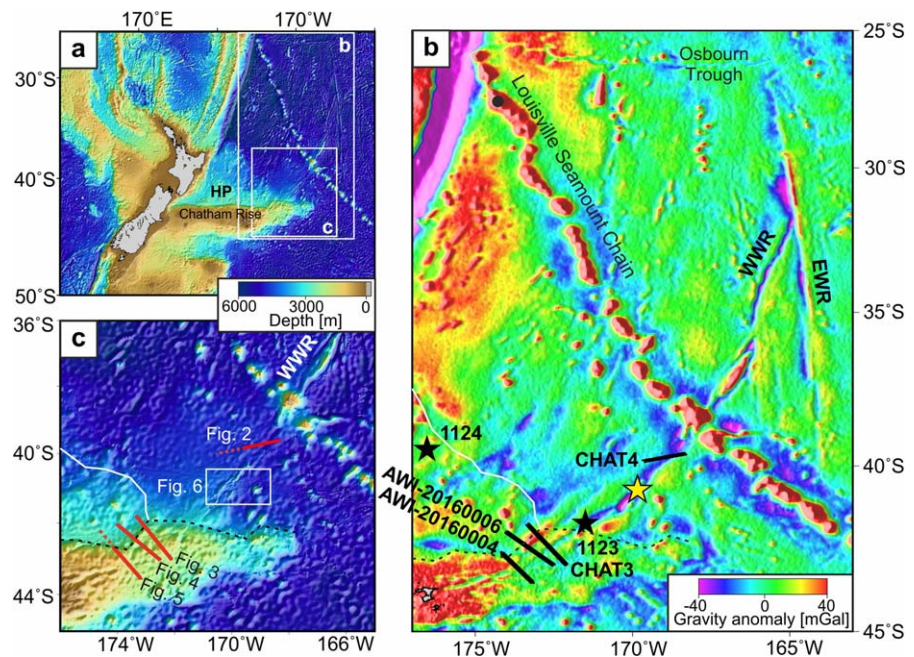 170°E
170°W
a
b
30°S
40°S
50°S
HP
Chatham Rise
c
6000
3000
0
Depth [m]
c
36°S
40°S
44°S
WWR
Fig. 2
Fig. 6
Fig. 3
Fig. 4
Fig. 5
174°W
170°W
166°W
b
25°S
30°S
35°S
40°S
45°S
Osbourn
Trough
Louisville Seamount Chain
WWR
EWR
1124
CHAT4
AWI-20160006
AWI-20160004
1123
CHAT3
-40
0
40
Gravity anomaly [mGal]
175°W
170°W
165°W